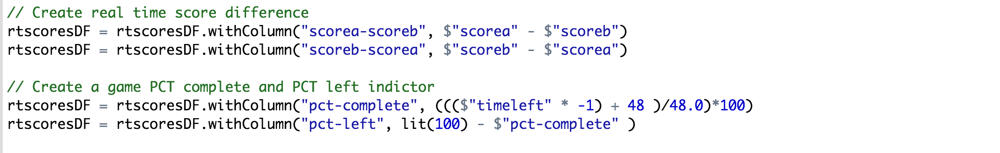 // Create real time score difference
rtscoresDF = rtscoresDF.withColumn("scorea-scoreb", $"scorea" - $"scoreb")
rtscoresDF = rtscoresDF.withColumn("scoreb-scorea", $"scoreb" - $"scorea")
// Create a game PCT complete and PCT left indictor
rtscoresDF = rtscoresDF.withColumn("pct-complete", ((($"timeleft" * -1) + 48 )/48.0)*100)
rtscoresDF = rtscoresDF.withColumn("pct-left", lit(100) - $"pct-complete" )